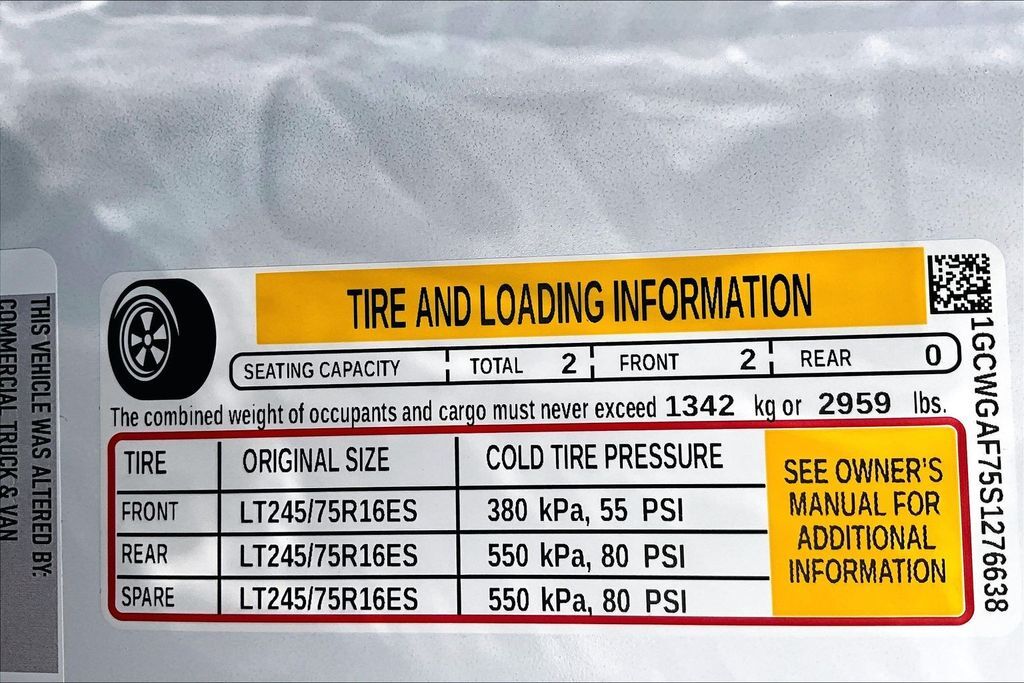 TIRE AND LOADING INFORMATION
SEATING CAPACITY TOTAL 2 FRONT 2 REAR 0
The combined weight of occupants and cargo must never exceed 1342 kg or 2959 lbs.
TIRE ORIGINAL SIZE COLD TIRE PRESSURE
FRONT LT245/75R16ES 380 kPa, 55 PSI
REAR LT245/75R16ES 550 kPa, 80 PSI
SPARE LT245/75R16ES 550 kPa, 80 PSI
SEE OWNER'S
MANUAL FOR
ADDITIONAL
INFORMATION
1GCWGAF75S1276638
THIS VEHICLE WAS ALTERED BY:
COMMERCIAL TRUCK & VAN